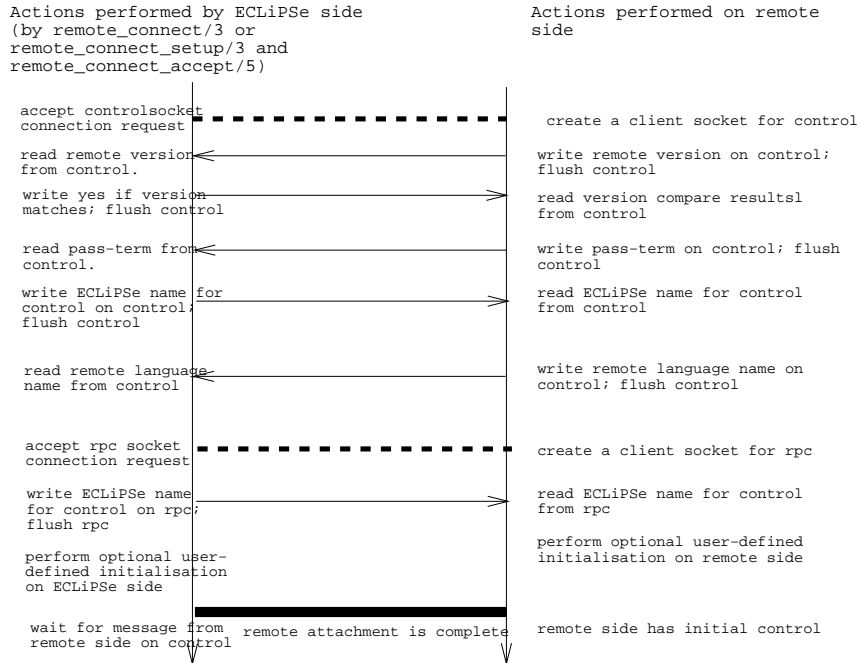 Actions performed by ECLiPSe side
(by remote_connect/3 or
remote_connect_setup/3 and
remote_connect_accept/5)
Actions performed on remote
side
accept controlsocket
connection request
create a client socket for control
read remote version
from control.
write remote version on control;
flush control
write yes if version
matches; flush control
read version compare resultsl
from control
read pass-term from
control.
write pass-term on control; flush
control
write ECLiPSe name for
control on control;
flush control
read ECLiPSe name for control
from control
read remote language
name from control
write remote language name on
control; flush control
accept rpc socket
connection request
create a client socket for rpc
write ECLiPSe name
for control on rpc;
flush rpc
read ECLiPSe name for control
from rpc
perform optional user-
defined initialisation
on ECLiPSe side
perform optional user-defined
initialisation on remote side
wait for message from
remote side on control
remote attachment is complete
remote side has initial control